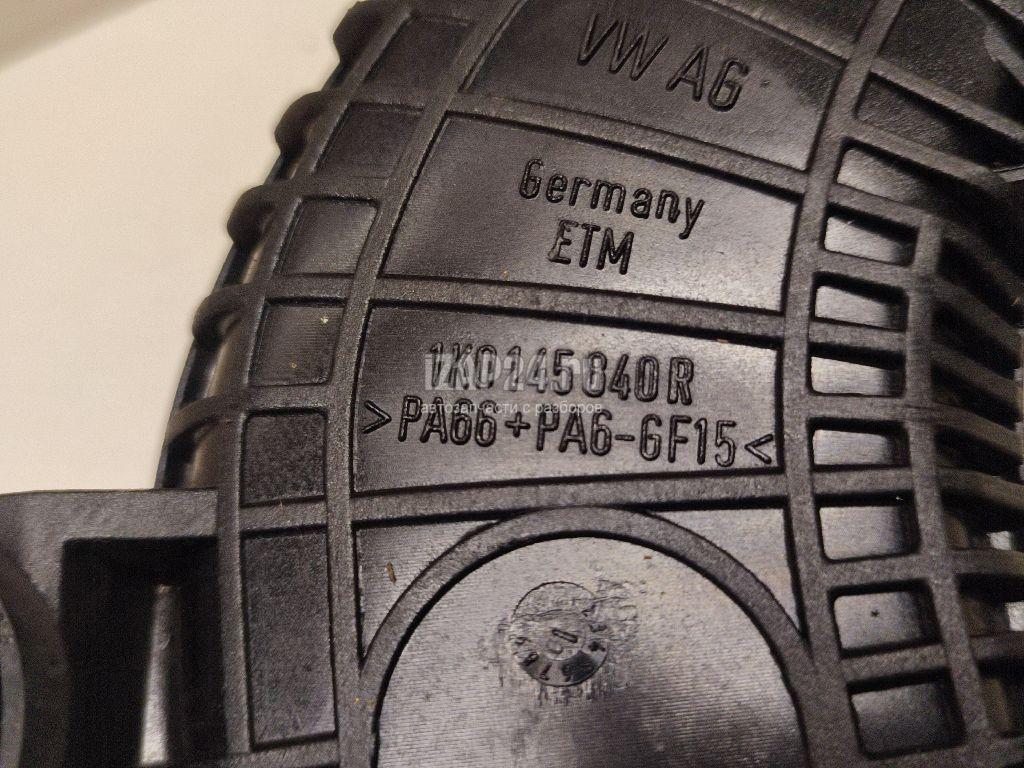 VW AG
Germany
ETM
1K0145840R
автозапчасти с разборов
>PA66+PA6-GF15<